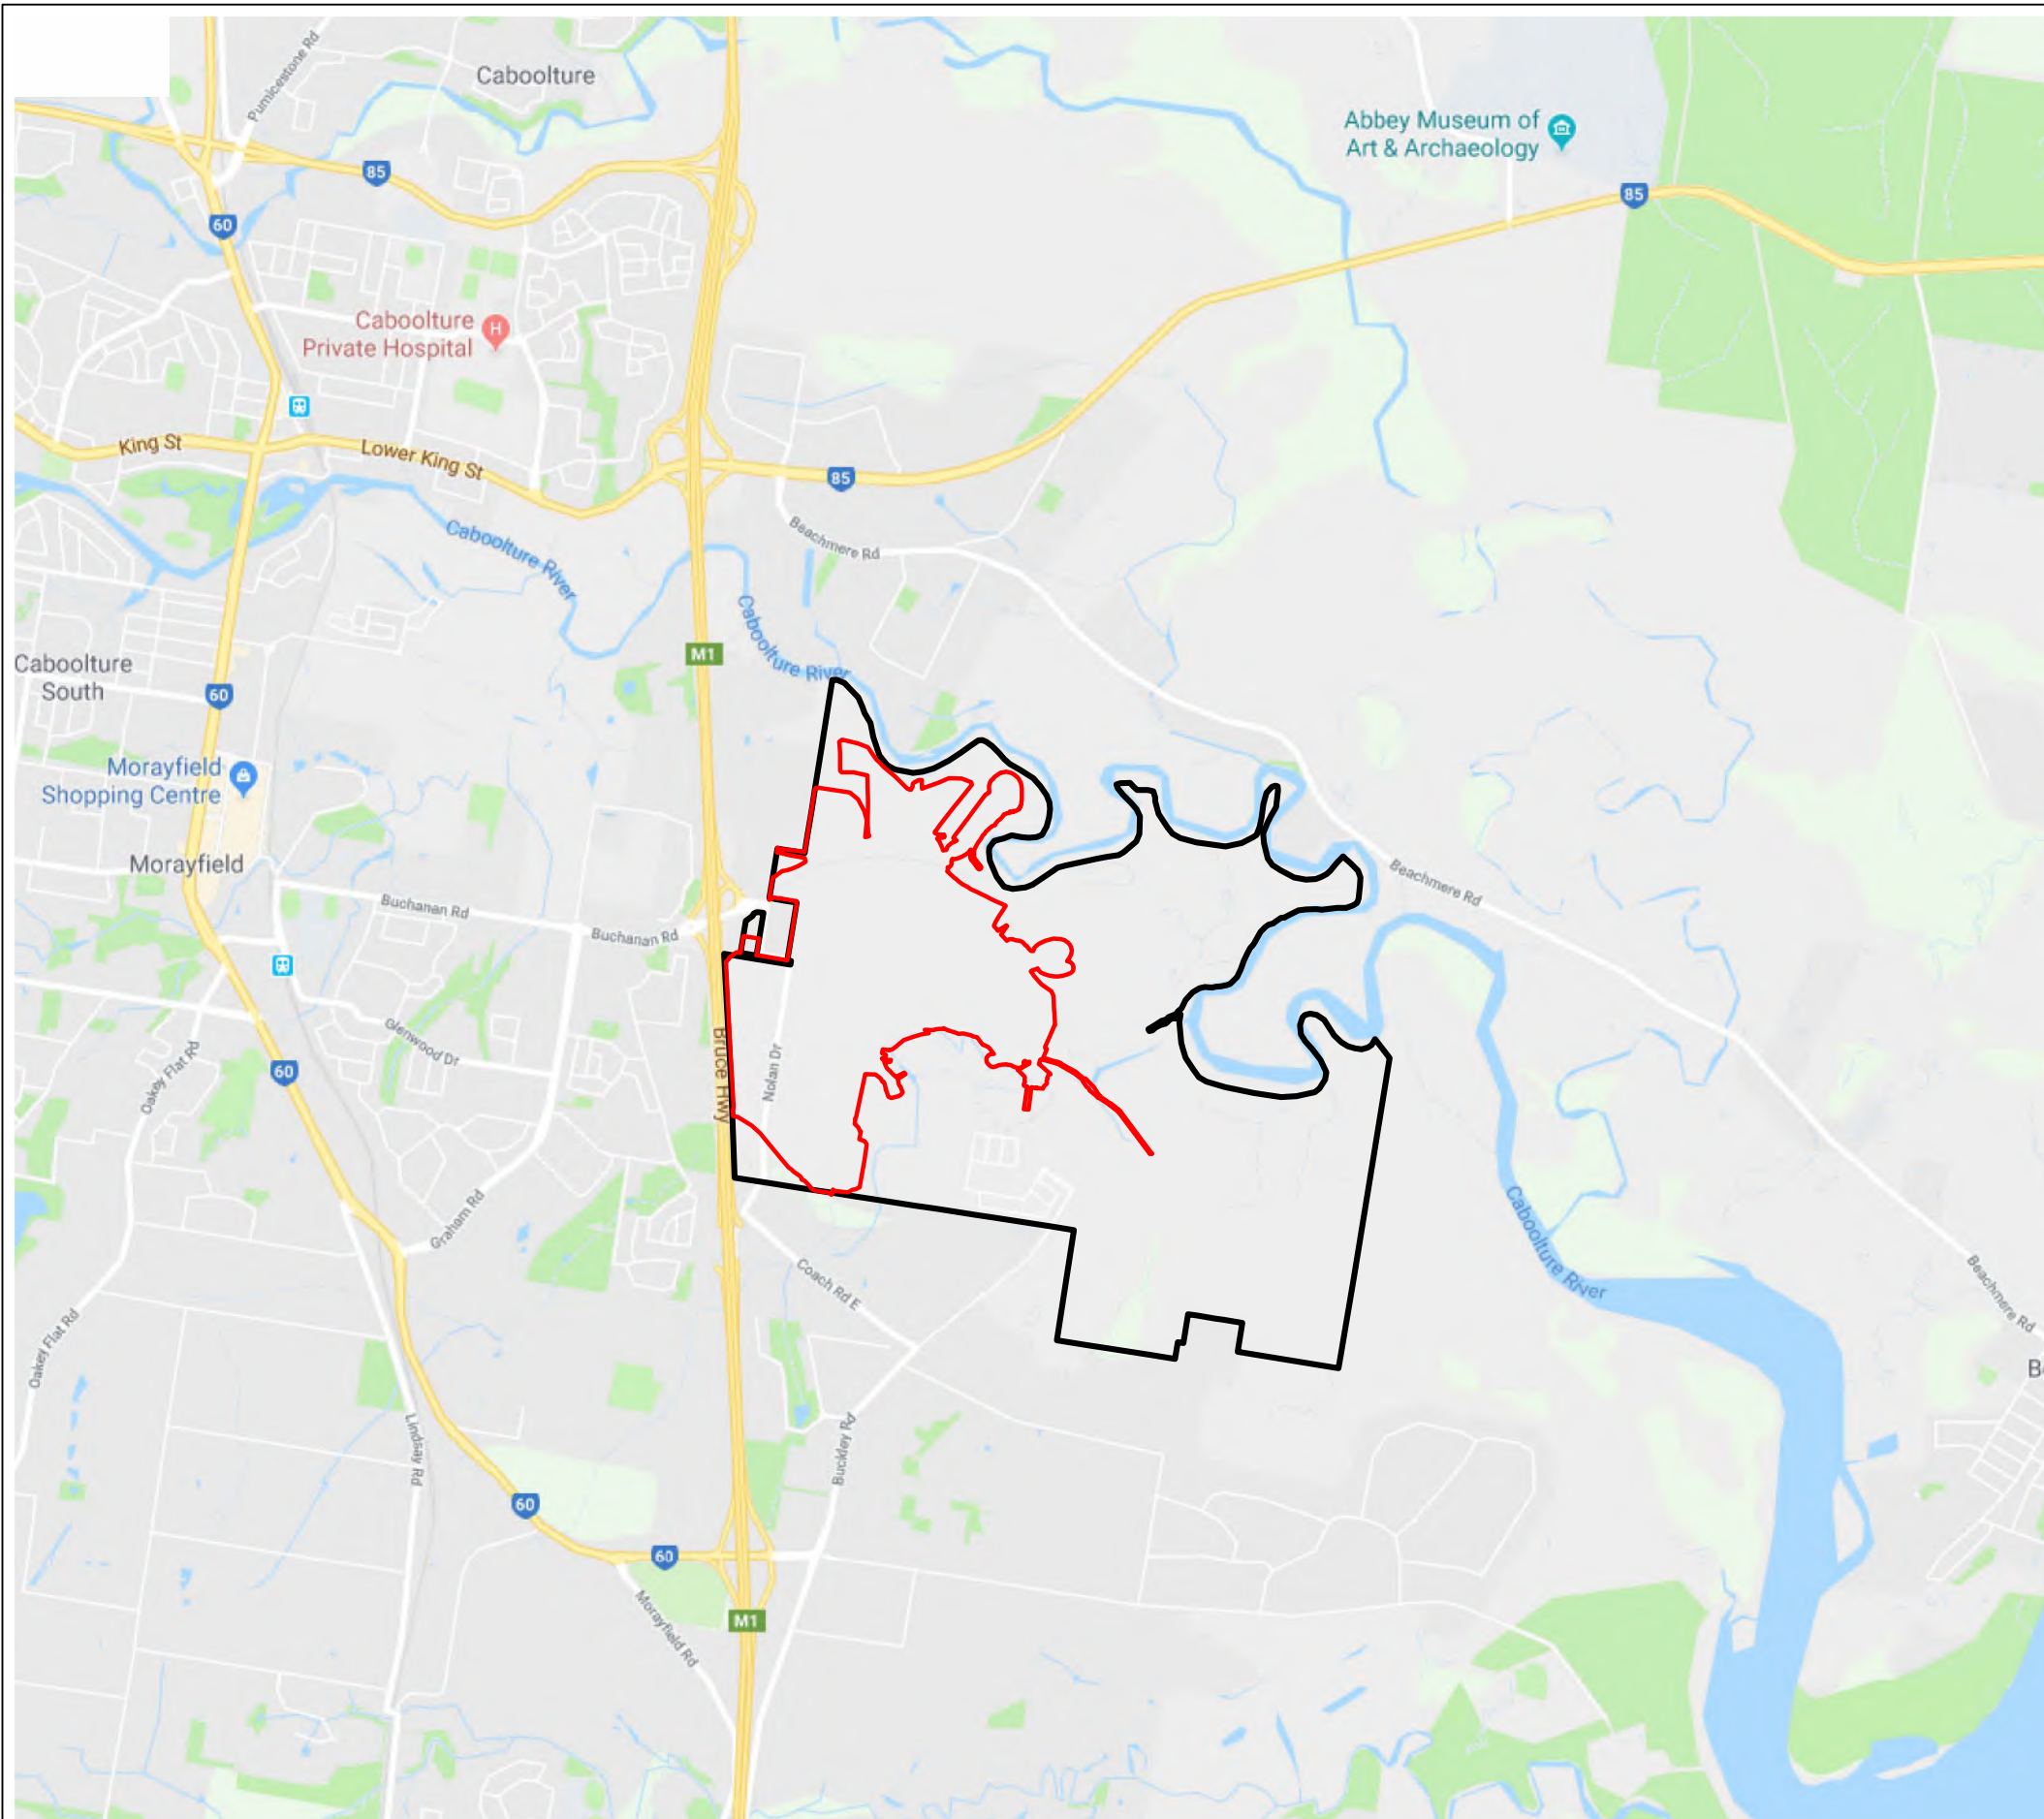 Pumicestone Rd
Caboolture
Abbey Museum of
Art & Archaeology
85
85
60
Caboolture
Private Hospital
H
King St
Lower King St
85
Beachmere Rd
Caboolture River
Caboolture River
M1
Caboolture
South
60
Morayfield
Shopping Centre
Morayfield
Buchanan Rd
Buchanan Rd
Beachmere Rd
Glenwood Dr
Oakey Flat Rd
60
Bruce Hwy
Nolan Dr
Graham Rd
Caboolture River
Coach Rd E
Beachmere Rd
Oakey Flat Rd
B
Lindsay Rd
Buckley Rd
60
60
M1
Morayfield Rd